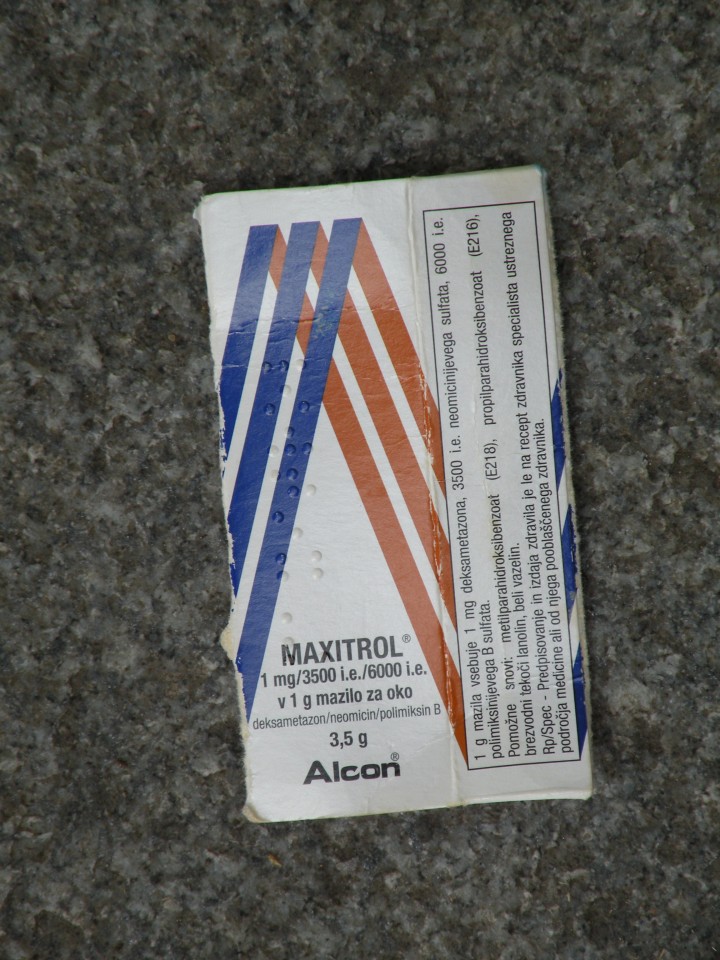 MAXITROL®
1 mg/3500 i.e./6000 i.e.
v 1 g mazilo za oko
deksametazon/neomicin/polimiksin B
3,5 g
Alcon®
1 g mazila vsebuje 1 mg deksametazona, 3500 i.e. neomicinijevega sulfata, 6000 i.e.
polimiksinijevega B sulfata.
Pomožne snovi: metilparahidroksibenzoat (E218), propilparahidroksibenzoat (E216),
brezvodni tekoči lanolin, beli vazelin.
Rp/Spec - Predpisovanje in izdaja zdravila je le na recept zdravnika specialista ustreznega
področja medicine ali od njega pooblaščenega zdravnika.